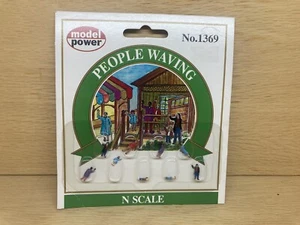 model
power
No.1369
PEOPLE WAVING
N SCALE